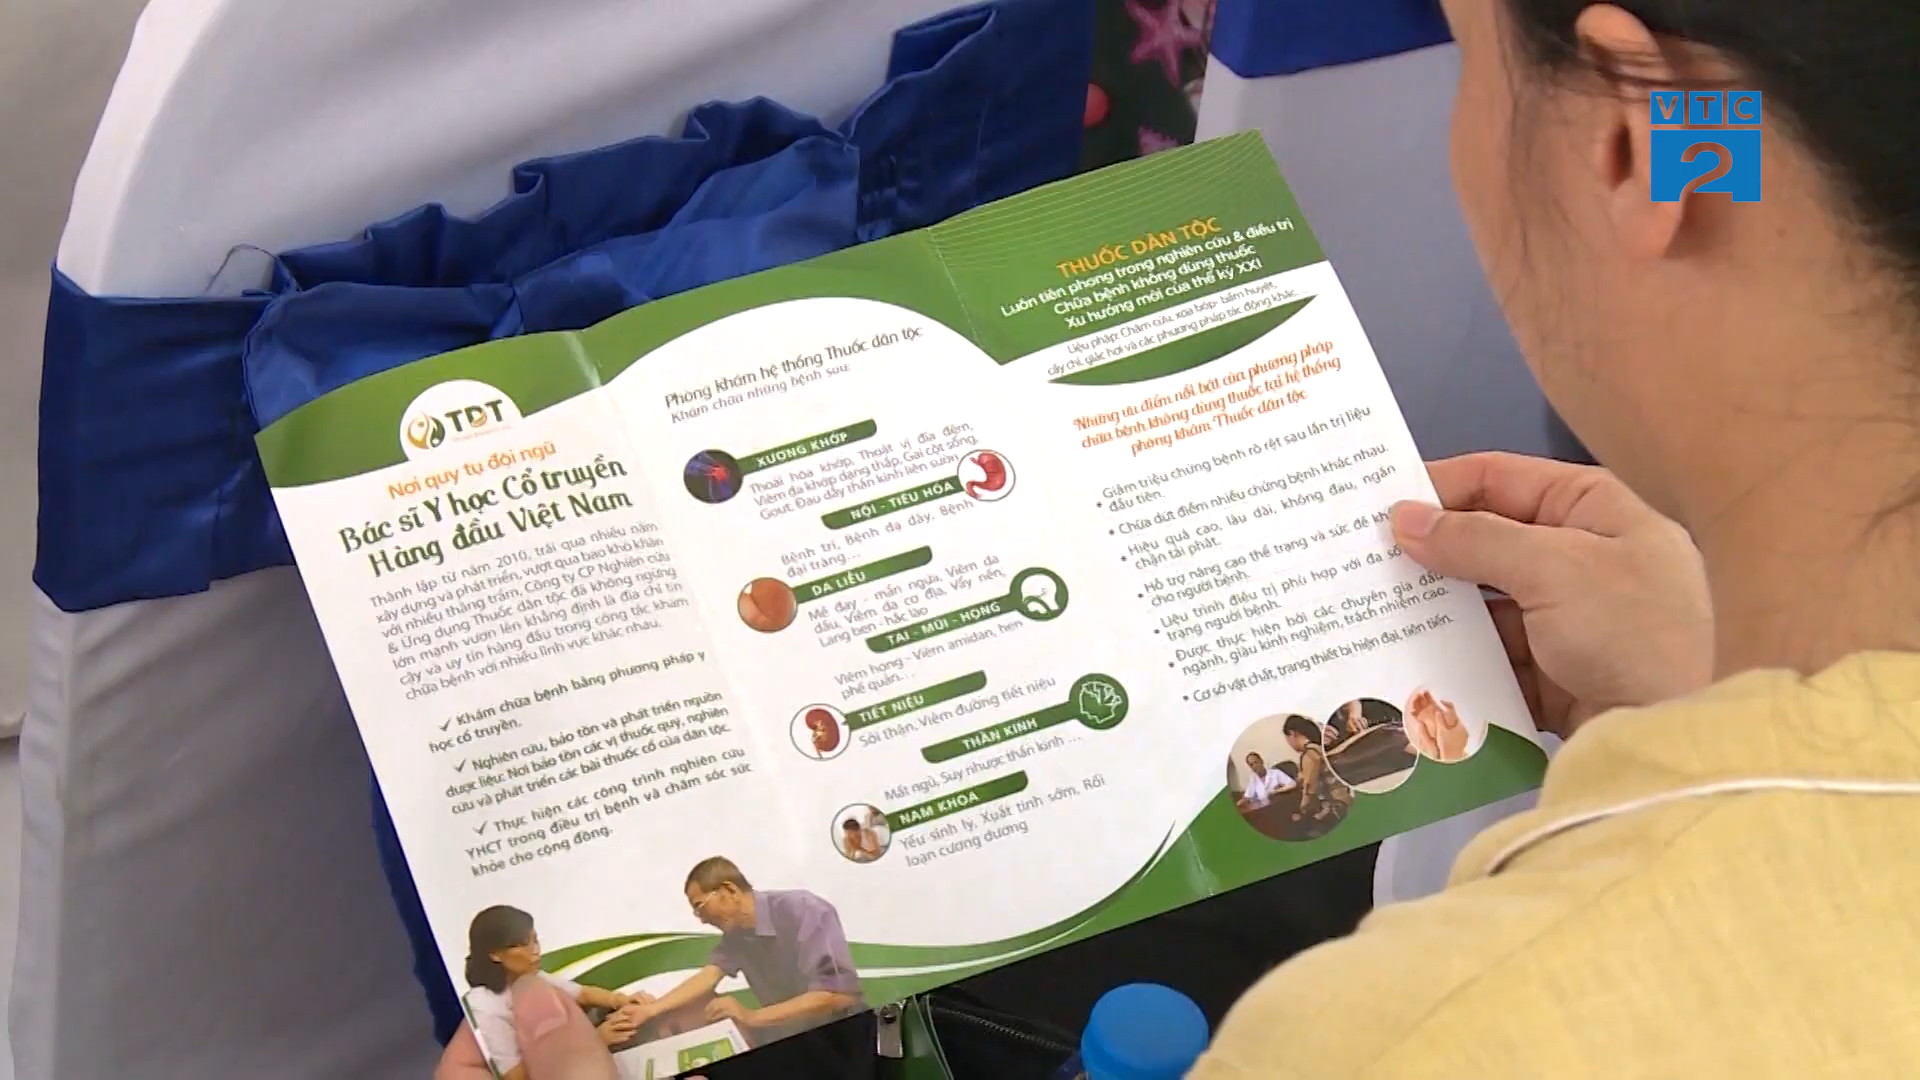 VTC
2
TDT
Nơi quy tụ đội ngũ
Bác sĩ Y học Cổ truyền
Hàng đầu Việt Nam
Thành lập từ năm 2010, trải qua nhiều năm
xây dựng và phát triển, vượt qua bao khó khăn
với nhiều thăng trầm, Công ty CP Nghiên cứu
& Ứng dụng Thuốc dân tộc đã không ngừng
lớn mạnh vươn lên khẳng định là địa chỉ tin
cậy và uy tín hàng đầu trong công tác khám
chữa bệnh với nhiều lĩnh vực khác nhau.
✓ Khám chữa bệnh bằng phương pháp y
học cổ truyền.
✓ Nghiên cứu, bảo tồn và phát triển nguồn
dược liệu: Nơi bảo tồn các vị thuốc quý, nghiên
cứu và phát triển các bài thuốc cổ của dân tộc.
✓ Thực hiện các công trình nghiên cứu
YHCT trong điều trị bệnh và chăm sóc sức
khỏe cho cộng đồng.
Phòng khám hệ thống Thuốc dân tộc
Khám chữa những bệnh sau:
XƯƠNG KHỚP
Thoái hóa khớp, Thoát vị đĩa đệm,
Viêm đa khớp dạng thấp, Gai cột sống,
Gout, Đau dây thần kinh liên sườn
NỘI - TIÊU HÓA
Bệnh trĩ, Bệnh dạ dày, Bệnh
đại tràng...
DA LIỄU
Mề đay - mẩn ngứa, Viêm da
dầu, Viêm da cơ địa, Vẩy nến,
Lang ben - hắc lào
TAI - MŨI - HỌNG
Viêm họng - Viêm amidan, hen
phế quản...
TIẾT NIỆU
Sỏi thận, Viêm đường tiết niệu
THẦN KINH
Mất ngủ, Suy nhược thần kinh ...
NAM KHOA
Yếu sinh lý, Xuất tinh sớm, Rối
loạn cương dương
THUỐC DÂN TỘC
Luôn tiên phong trong nghiên cứu & điều trị
Chữa bệnh không dùng thuốc
Xu hướng mới của thế kỷ XXI
Liệu pháp: Châm cứu, xoa bóp- bấm huyệt,
cấy chỉ, giác hơi và các phương pháp tác động khác...
Những ưu điểm nổi bật của phương pháp
chữa bệnh không dùng thuốc tại hệ thống
phòng khám Thuốc dân tộc
Giảm triệu chứng bệnh rõ rệt sau lần trị liệu
• đầu tiên.
• Chữa dứt điểm nhiều chứng bệnh khác nhau.
• Hiệu quả cao, lâu dài, không đau, ngăn
chặn tái phát.
• Hỗ trợ nâng cao thể trạng và sức đề
cho người bệnh.
• Liệu trình điều trị phù hợp với đa số
trạng người bệnh.
• Được thực hiện bởi các chuyên gia đầu
ngành, giàu kinh nghiệm, trách nhiệm cao.
• Cơ sở vật chất, trang thiết bị hiện đại, tiên tiến.